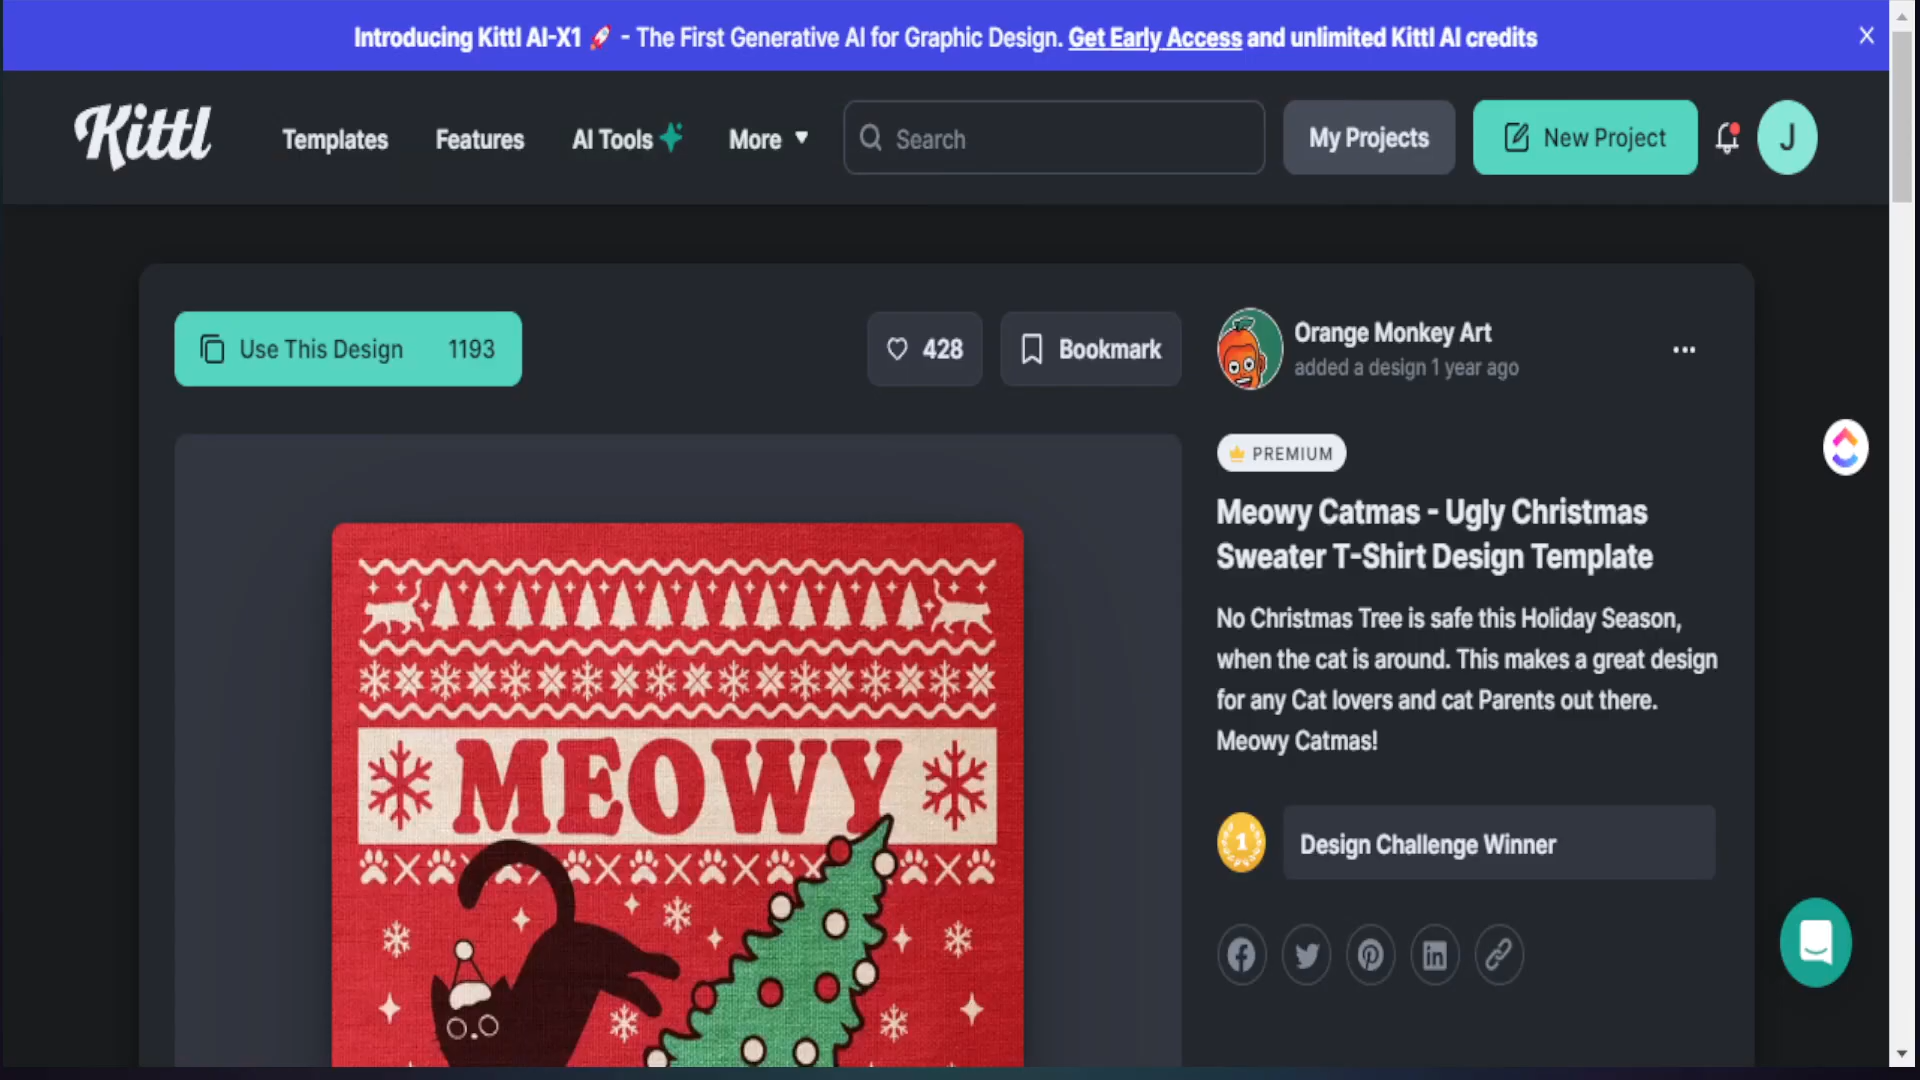 Introducing Kittl AI-X1 🚀 - The First Generative AI for Graphic Design. Get Early Access and unlimited Kittl AI credits
Kittl
Templates
Features
AI Tools
More
Search
My Projects
New Project
J
Use This Design 1193
428
Bookmark
Orange Monkey Art
added a design 1 year ago
PREMIUM
Meowy Catmas - Ugly Christmas
Sweater T-Shirt Design Template
No Christmas Tree is safe this Holiday Season,
when the cat is around. This makes a great design
for any Cat lovers and cat Parents out there.
Meowy Catmas!
MEOWY
1
Design Challenge Winner